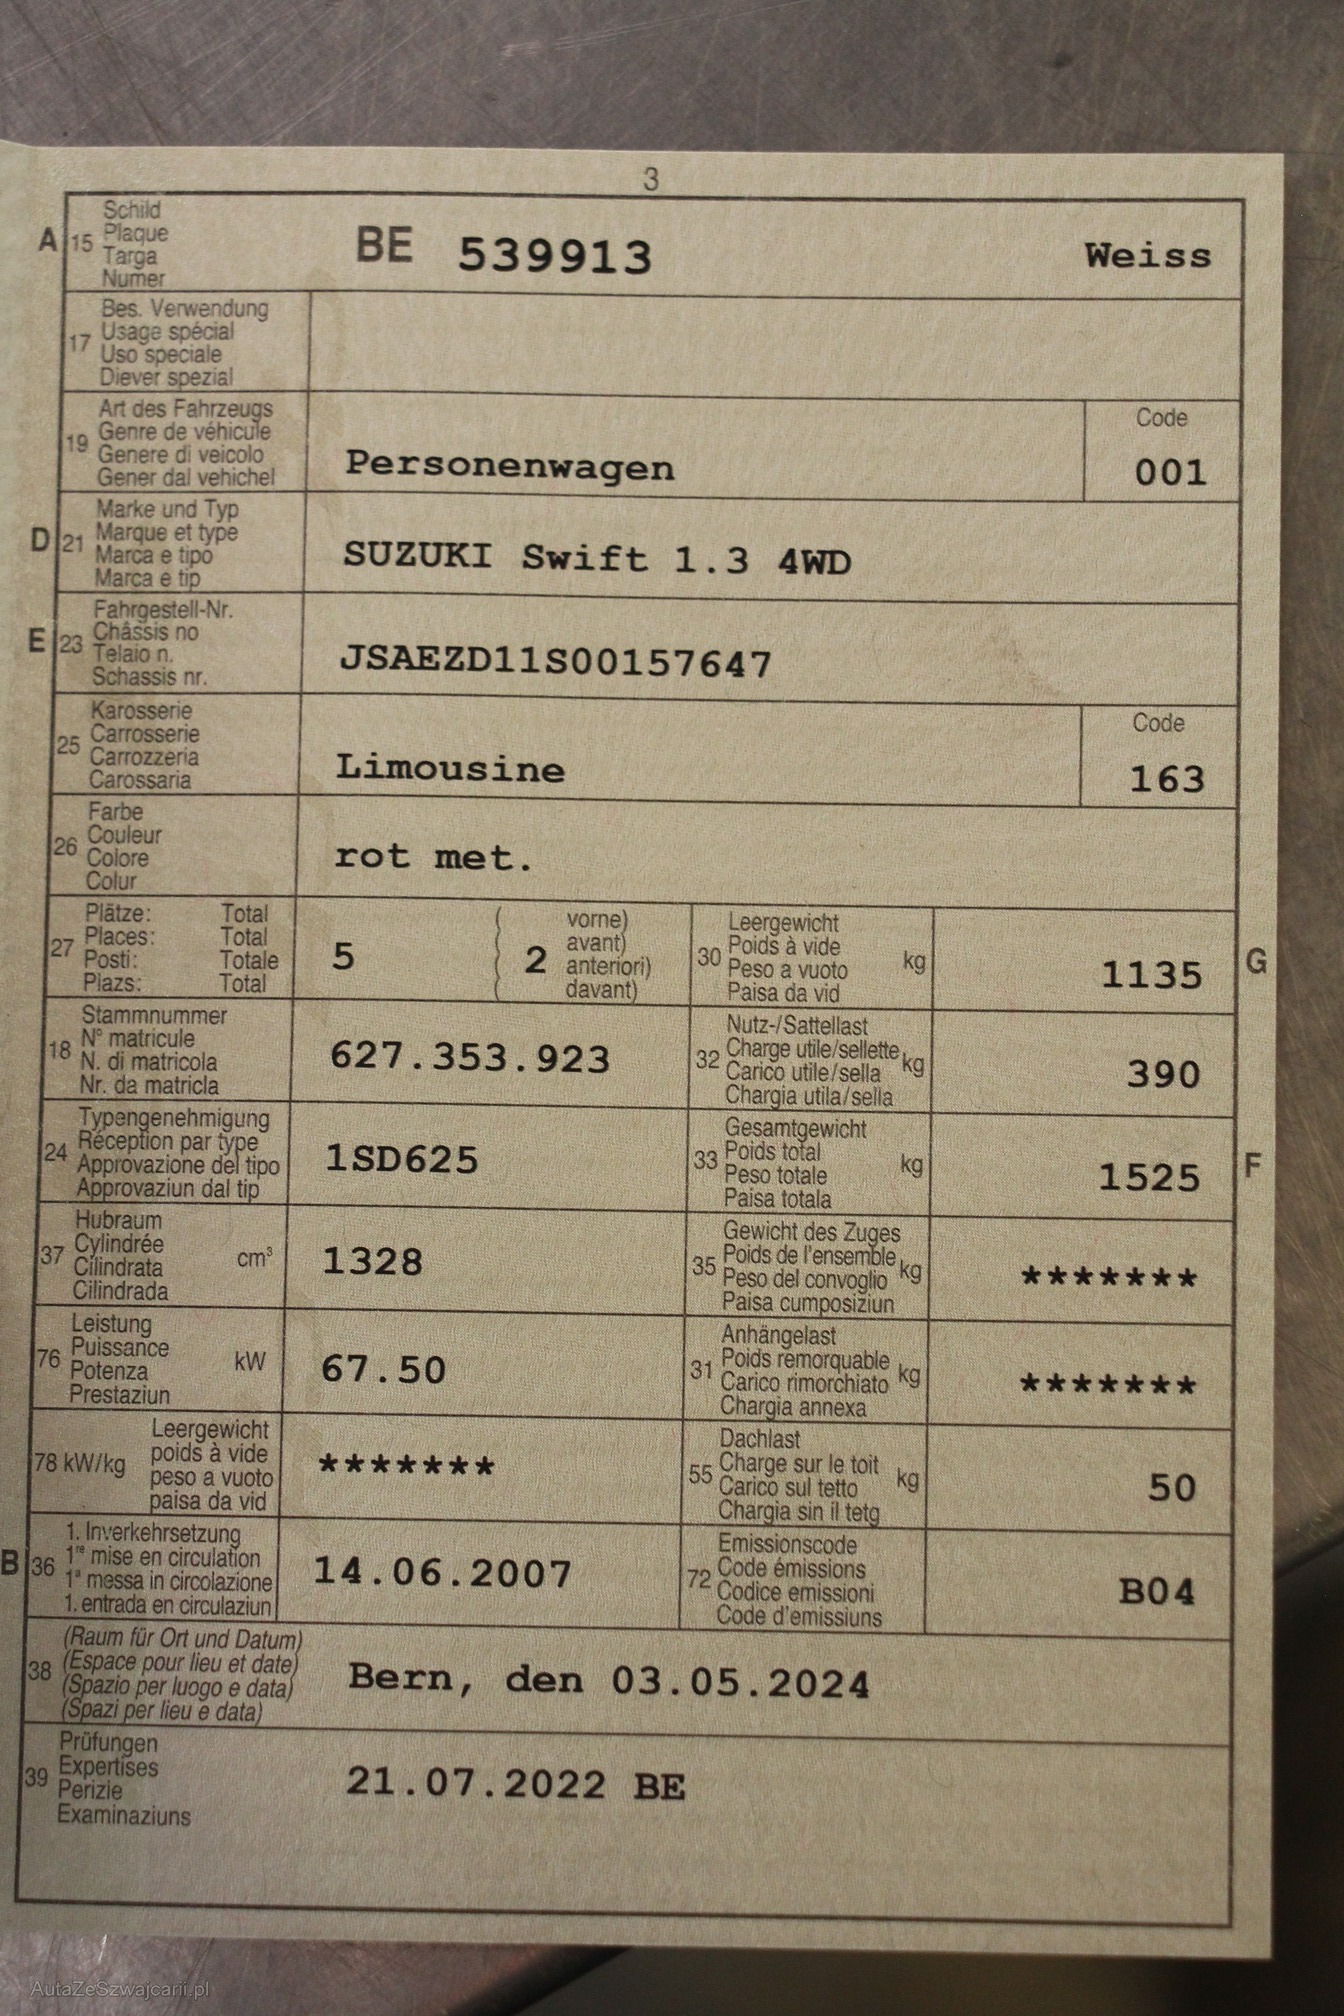 3
A 15 Schild
Plaque
Targa
Numer
BE 539913 Weiss
17 Bes. Verwendung
Usage spécial
Uso speciale
Diever spezial
19 Art des Fahrzeugs
Genre de véhicule
Genere di veicolo
Gener dal vehichel
Personenwagen
Code
001
D 21 Marke und Typ
Marque et type
Marca e tipo
Marca e tip
SUZUKI Swift 1.3 4WD
E 23 Fahrgestell-Nr.
Châssis no
Telaio n.
Schassis nr.
JSAEZD11S00157647
25 Karosserie
Carrosserie
Carrozzeria
Carossaria
Limousine
Code
163
26 Farbe
Couleur
Colore
Colur
rot met.
27 Plätze: Total
Places: Total
Posti: Totale
Plazs: Total
5
( 2 vorne)
( avant)
( anteriori)
( davant)
30 Leergewicht
Poids à vide
Peso a vuoto
Paisa da vid
kg
1135
G
18 Stammnummer
N° matricule
N. di matricola
Nr. da matricla
627.353.923
32 Nutz-/Sattellast
Charge utile/sellette
Carico utile/sella
Chargia utila/sella
kg
390
24 Typengenehmigung
Réception par type
Approvazione del tipo
Approvaziun dal tip
1SD625
33 Gesamtgewicht
Poids total
Peso totale
Paisa totala
kg
1525
F
37 Hubraum
Cylindrée
Cilindrata
Cilindrada
cm³
1328
35 Gewicht des Zuges
Poids de l'ensemble
Peso del convoglio
Paisa cumposiziun
kg
*******
76 Leistung
Puissance
Potenza
Prestaziun
kW
67.50
31 Anhängelast
Poids remorquable
Carico rimorchiato
Chargia annexa
kg
*******
78 kW/kg Leergewicht
poids à vide
peso a vuoto
paisa da vid
*******
55 Dachlast
Charge sur le toit
Carico sul tetto
Chargia sin il tetg
kg
50
B 36 1. Inverkehrsetzung
1re mise en circulation
1a messa in circolazione
1. entrada en circulaziun
14.06.2007
72 Emissionscode
Code émissions
Codice emissioni
Code d'emissiuns
B04
38 (Raum für Ort und Datum)
(Espace pour lieu et date)
(Spazio per luogo e data)
(Spazi per lieu e data)
Bern, den 03.05.2024
39 Prüfungen
Expertises
Perizie
Examinaziuns
21.07.2022 BE
AutaZeSzwajcarii.pl